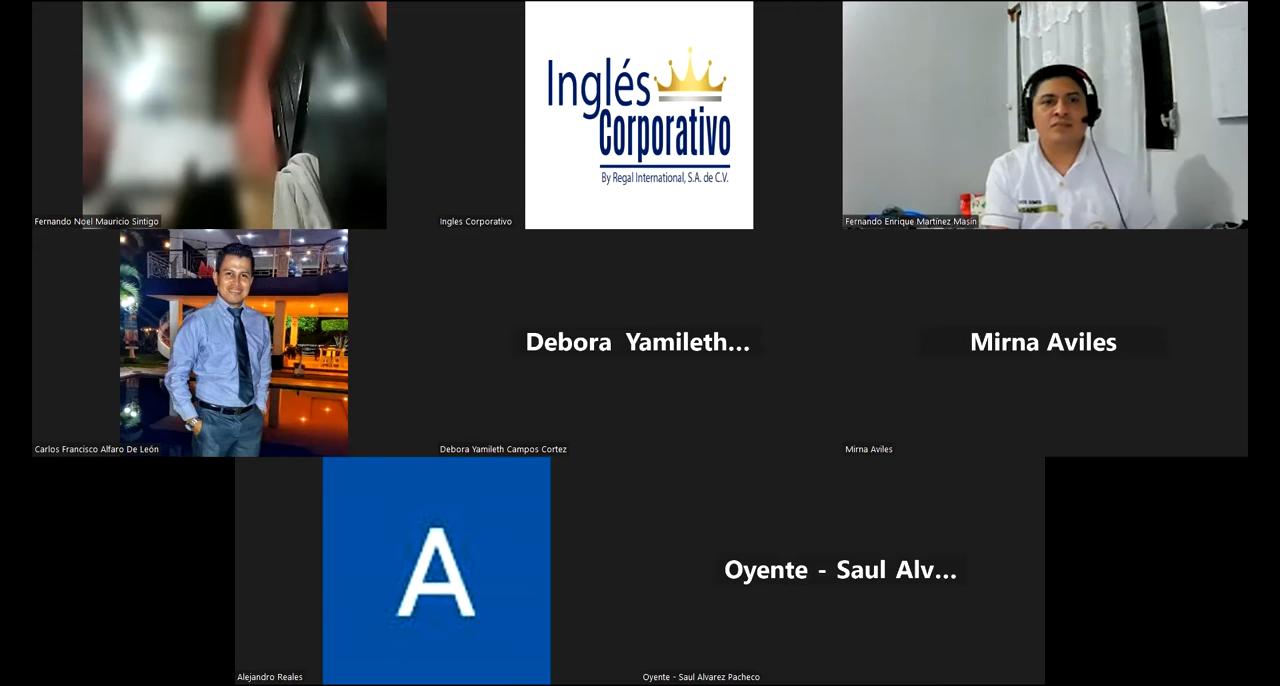 Inglés
Corporativo
By Regal International, S.A. de C.V.
Fernando Noel Mauricio Sintigo
Ingles Corporativo
Fernando Enrique Martínez Masin
Debora Yamileth...
Mirna Aviles
Carlos Francisco Alfaro De León
Debora Yamileth Campos Cortez
Mirna Aviles
A
Oyente - Saul Alv...
Alejandro Reales
Oyente - Saul Alvarez Pacheco